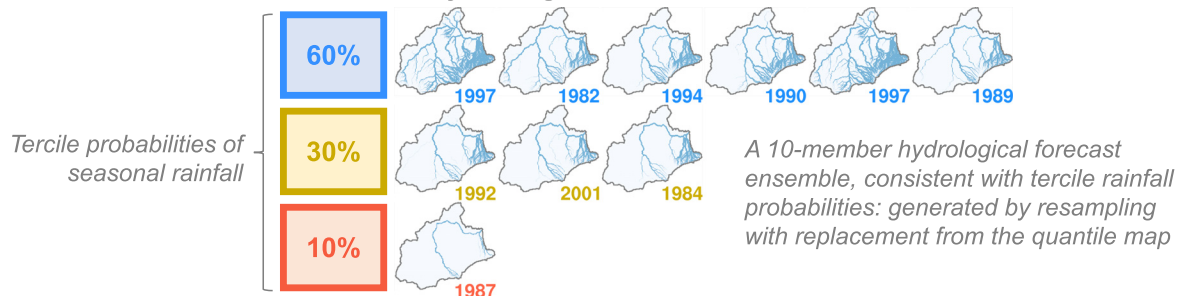 60%
1997 1982 1994 1990 1997 1989
Tercile probabilities of
seasonal rainfall
30%
1992 2001 1984
A 10-member hydrological forecast
ensemble, consistent with tercile rainfall
probabilities: generated by resampling
with replacement from the quantile map
10%
1987